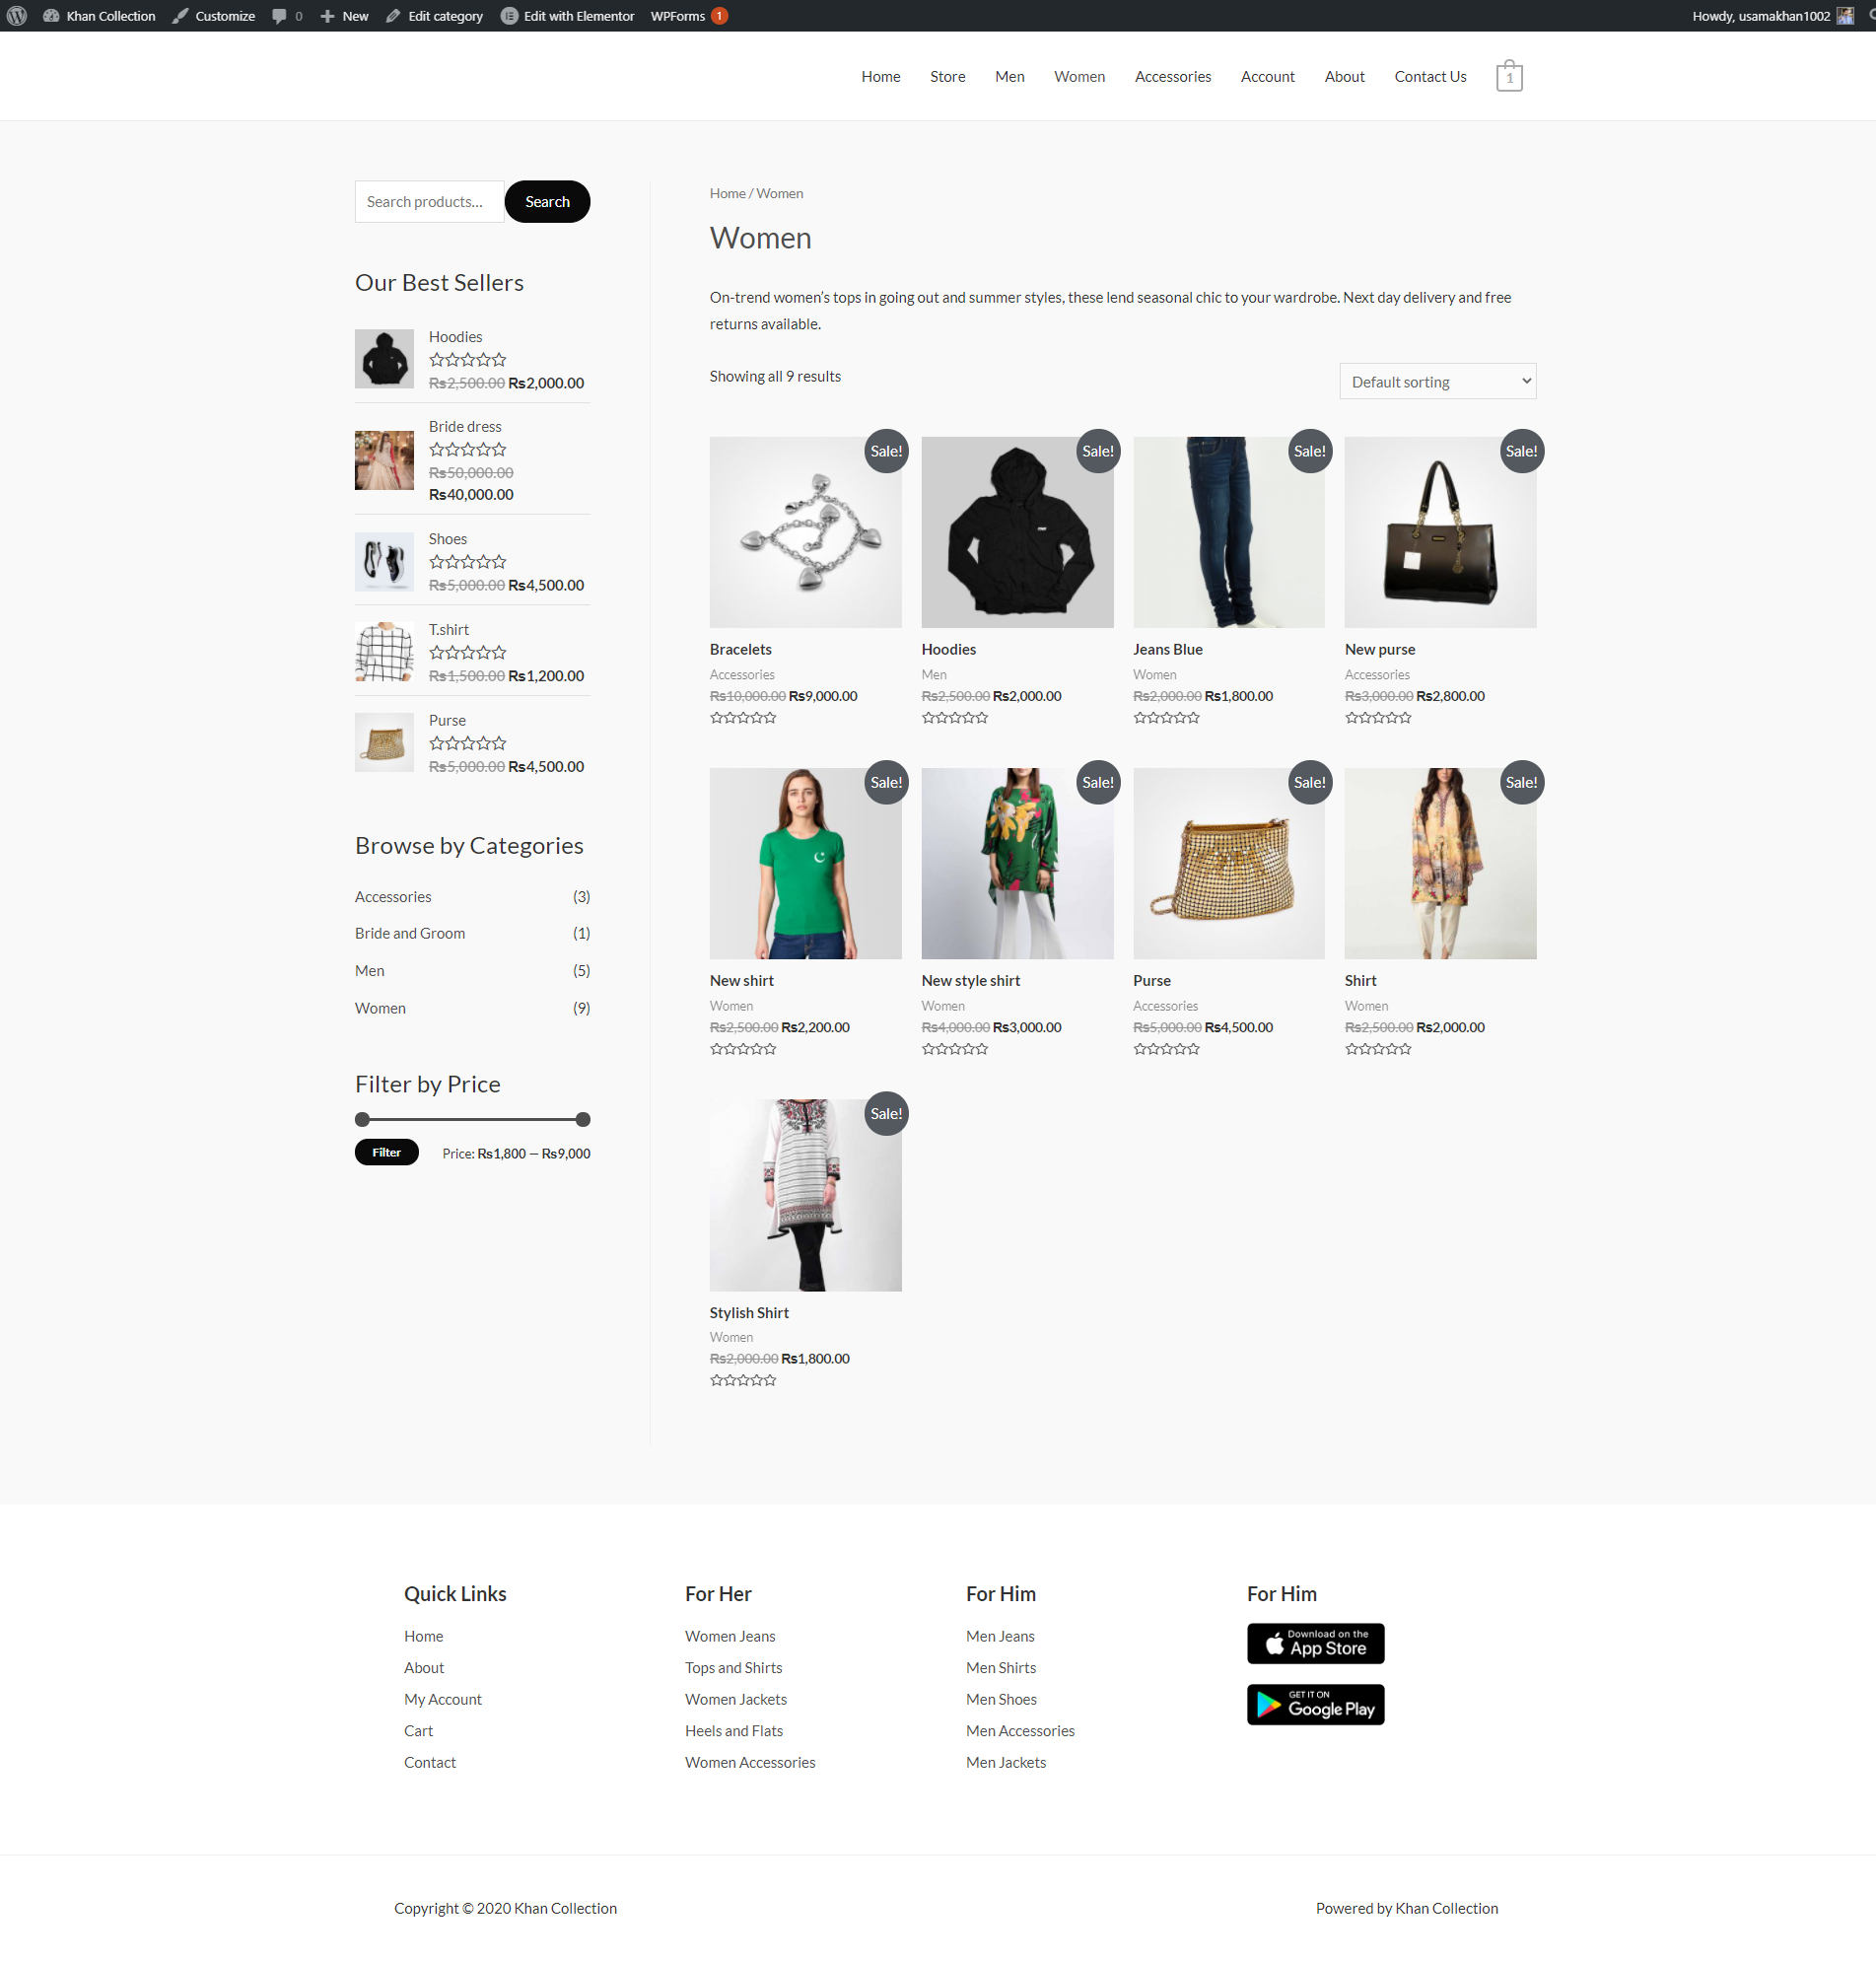 Khan Collection Customize 0 New Edit category Edit with Elementor WPForms 1 Howdy, usamakhan1002
Home Store Men Women Accessories Account About Contact Us 1
Search products... Search
Our Best Sellers
Hoodies
₨2,500.00 ₨2,000.00
Bride dress
₨50,000.00
₨40,000.00
Shoes
₨5,000.00 ₨4,500.00
T.shirt
₨1,500.00 ₨1,200.00
Purse
₨5,000.00 ₨4,500.00
Browse by Categories
Accessories (3)
Bride and Groom (1)
Men (5)
Women (9)
Filter by Price
Filter Price: ₨1,800 — ₨9,000
Home / Women
Women
On-trend women’s tops in going out and summer styles, these lend seasonal chic to your wardrobe. Next day delivery and free
returns available.
Showing all 9 results Default sorting
Sale! Sale! Sale! Sale!
Bracelets Hoodies Jeans Blue New purse
Accessories Men Women Accessories
₨10,000.00 ₨9,000.00 ₨2,500.00 ₨2,000.00 ₨2,000.00 ₨1,800.00 ₨3,000.00 ₨2,800.00
Sale! Sale! Sale! Sale!
New shirt New style shirt Purse Shirt
Women Women Accessories Women
₨2,500.00 ₨2,200.00 ₨4,000.00 ₨3,000.00 ₨5,000.00 ₨4,500.00 ₨2,500.00 ₨2,000.00
Sale!
Stylish Shirt
Women
₨2,000.00 ₨1,800.00
Quick Links
Home
About
My Account
Cart
Contact
For Her
Women Jeans
Tops and Shirts
Women Jackets
Heels and Flats
Women Accessories
For Him
Men Jeans
Men Shirts
Men Shoes
Men Accessories
Men Jackets
For Him
Download on the
App Store
GET IT ON
Google Play
Copyright © 2020 Khan Collection Powered by Khan Collection